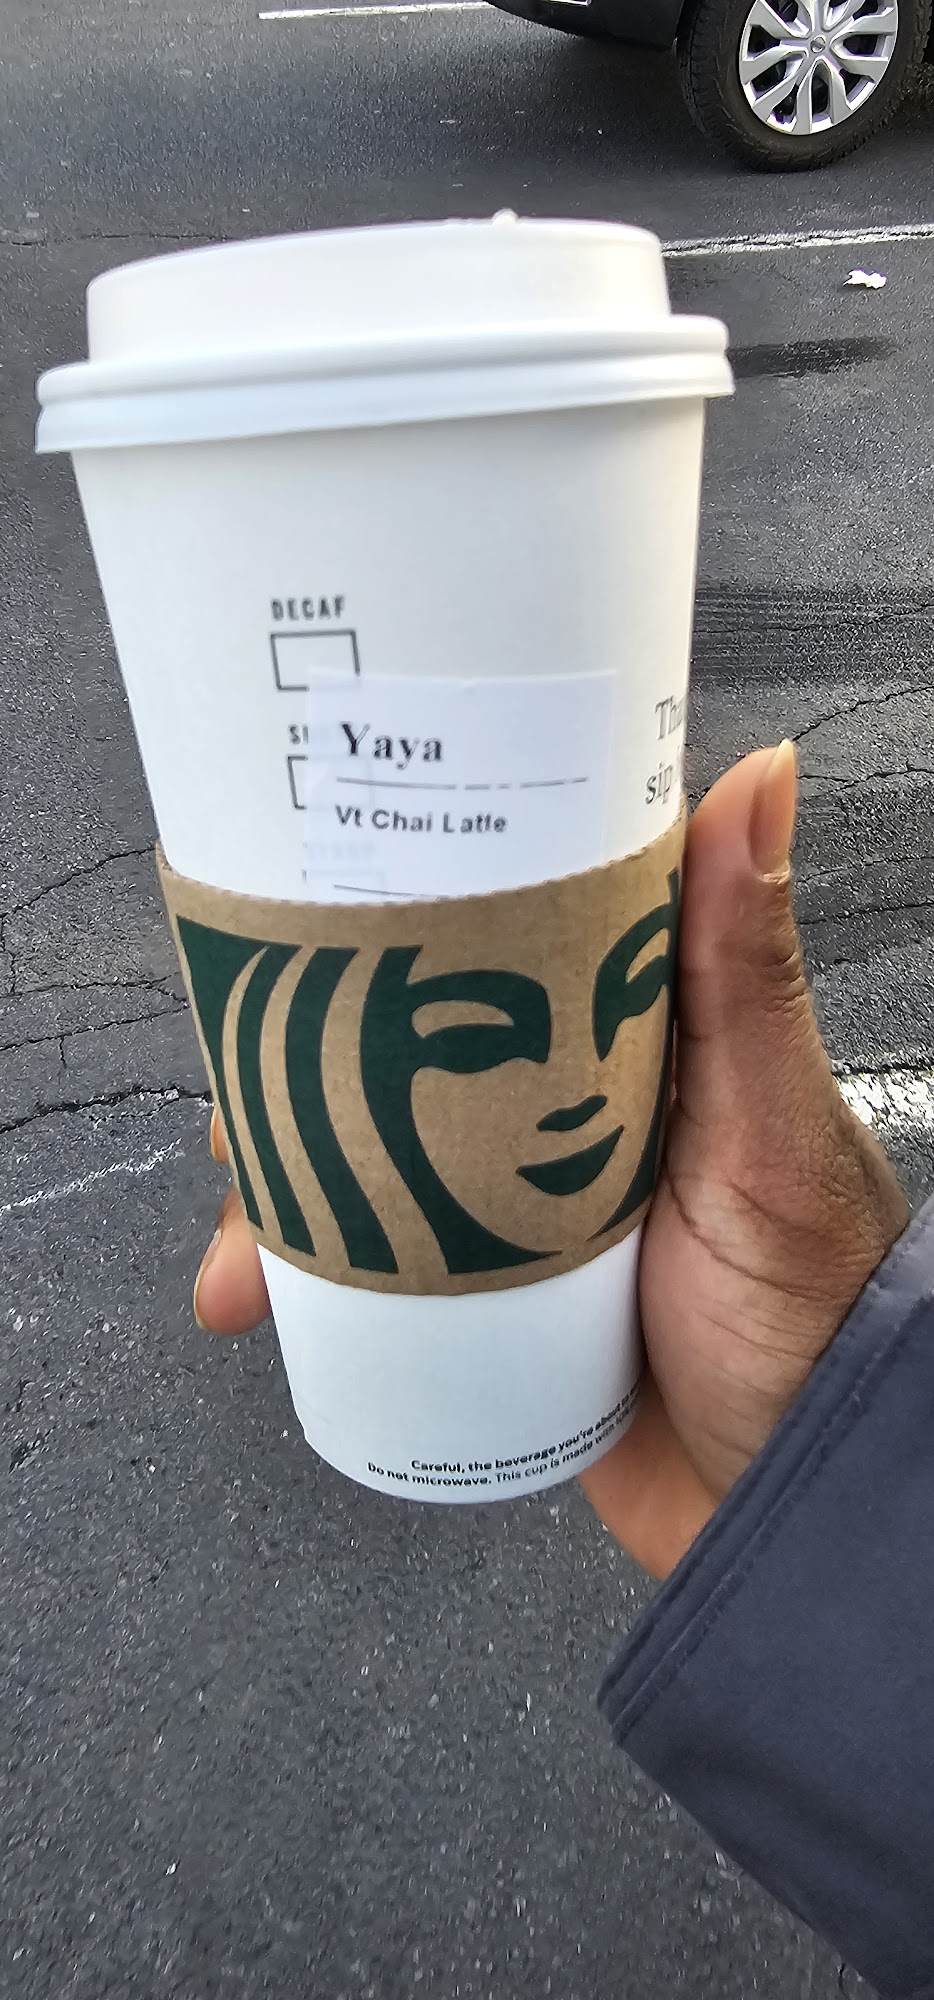 DECAF
Yaya
Vt Chai Latte
sip
Careful, the beverage you're about to
Do not microwave. This cup is made with